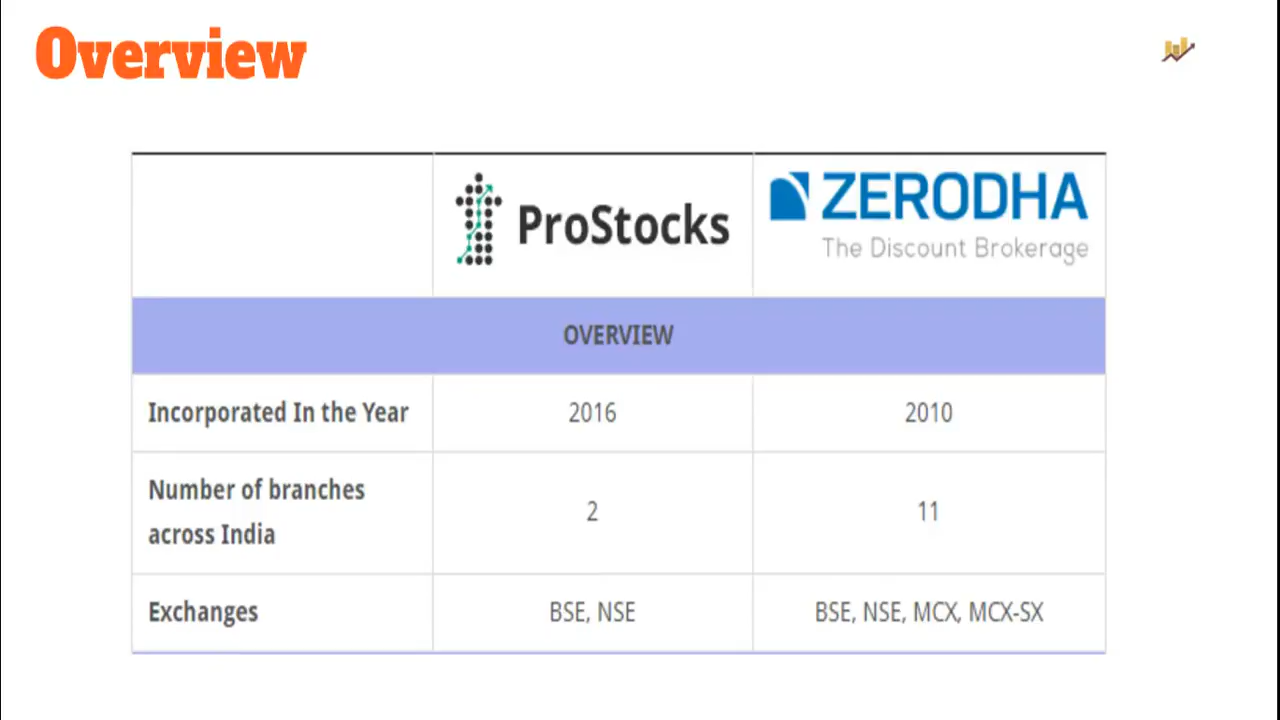 Overview
ProStocks
ZERODHA
The Discount Brokerage
OVERVIEW
Incorporated In the Year 2016 2010
Number of branches
across India 2 11
Exchanges BSE, NSE BSE, NSE, MCX, MCX-SX